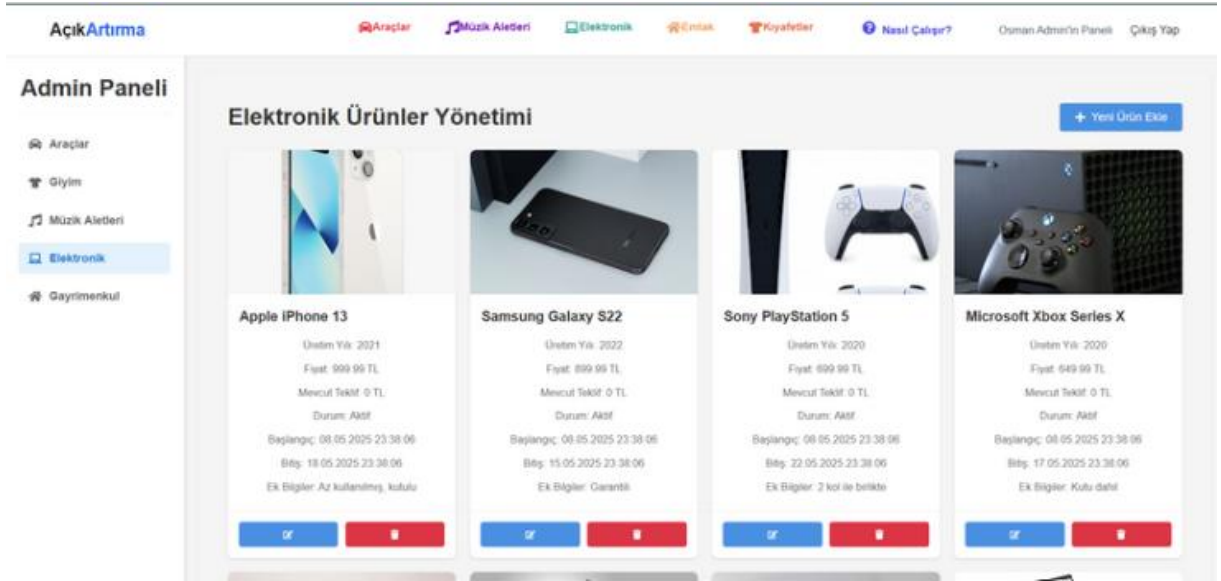 AçıkArtırma
Araçlar
Müzik Aletleri
Elektronik
Emlak
Kıyafetler
Nasıl Çalışır?
Osman Admin'in Paneli
Çıkış Yap
Admin Paneli
Araçlar
Giyim
Müzik Aletleri
Elektronik
Gayrimenkul
Elektronik Ürünler Yönetimi
+ Yeni Ürün Ekle
Apple iPhone 13
Üretim Yılı: 2021
Fiyat: 999.99 TL
Mevcut Teklif: 0 TL
Durum: Aktif
Başlangıç: 08.05.2025 23:38:06
Bitiş: 18.05.2025 23:38:06
Ek Bilgiler: Az kullanılmış, kutulu
Samsung Galaxy S22
Üretim Yılı: 2022
Fiyat: 899.99 TL
Mevcut Teklif: 0 TL
Durum: Aktif
Başlangıç: 08.05.2025 23:38:06
Bitiş: 15.05.2025 23:38:06
Ek Bilgiler: Garantili
Sony PlayStation 5
Üretim Yılı: 2020
Fiyat: 699.99 TL
Mevcut Teklif: 0 TL
Durum: Aktif
Başlangıç: 08.05.2025 23:38:06
Bitiş: 22.05.2025 23:38:06
Ek Bilgiler: 2 kol ile birlikte
Microsoft Xbox Series X
Üretim Yılı: 2020
Fiyat: 649.99 TL
Mevcut Teklif: 0 TL
Durum: Aktif
Başlangıç: 08.05.2025 23:38:06
Bitiş: 17.05.2025 23:38:06
Ek Bilgiler: Kutu dahil